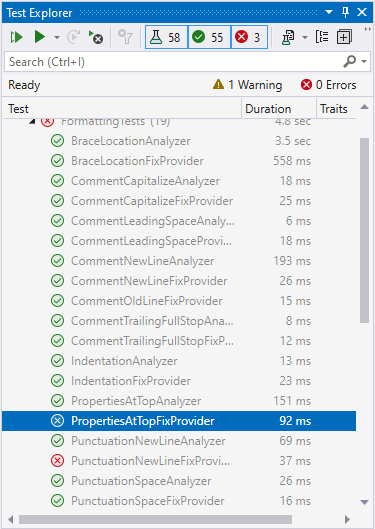 Test Explorer
58 55 3
Search (Ctrl+I)
Ready 1 Warning 0 Errors
Test Duration Traits
FormattingTests (19) 4.8 sec
BraceLocationAnalyzer 3.5 sec
BraceLocationFixProvider 558 ms
CommentCapitalizeAnalyzer 18 ms
CommentCapitalizeFixProvider 25 ms
CommentLeadingSpaceAnaly... 6 ms
CommentLeadingSpaceProvi... 18 ms
CommentNewLineAnalyzer 193 ms
CommentNewLineFixProvider 26 ms
CommentOldLineFixProvider 15 ms
CommentTrailingFullStopAna... 8 ms
CommentTrailingFullStopFixP... 12 ms
IndentationAnalyzer 13 ms
IndentationFixProvider 23 ms
PropertiesAtTopAnalyzer 151 ms
PropertiesAtTopFixProvider 92 ms
PunctuationNewLineAnalyzer 69 ms
PunctuationNewLineFixProvi... 37 ms
PunctuationSpaceAnalyzer 26 ms
PunctuationSpaceFixProvider 16 ms